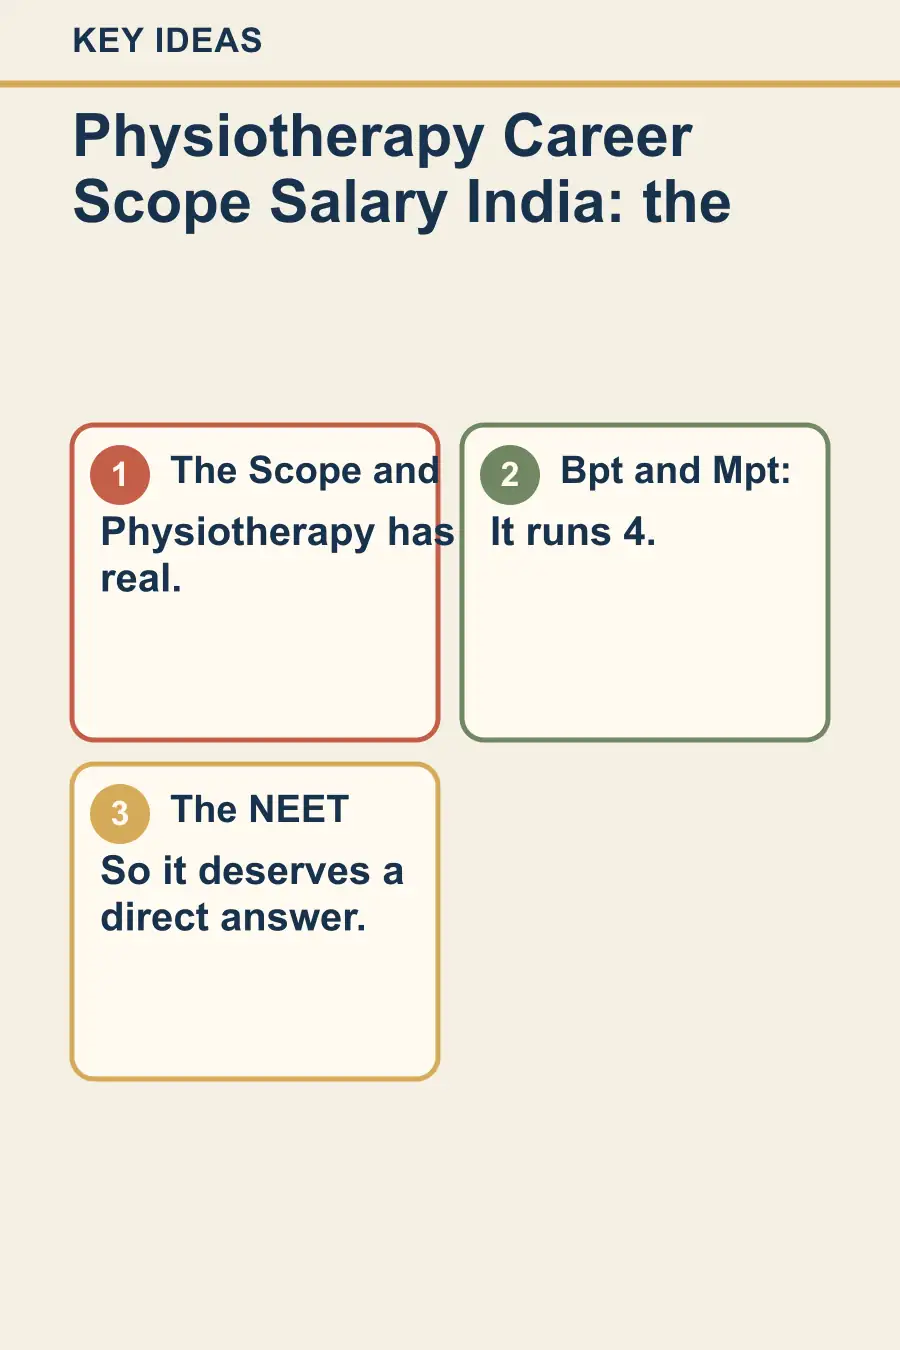 KEY IDEAS
Physiotherapy Career
Scope Salary India: the
1 The Scope and
Physiotherapy has
real.
2 Bpt and Mpt:
It runs 4.
3 The NEET
So it deserves a
direct answer.